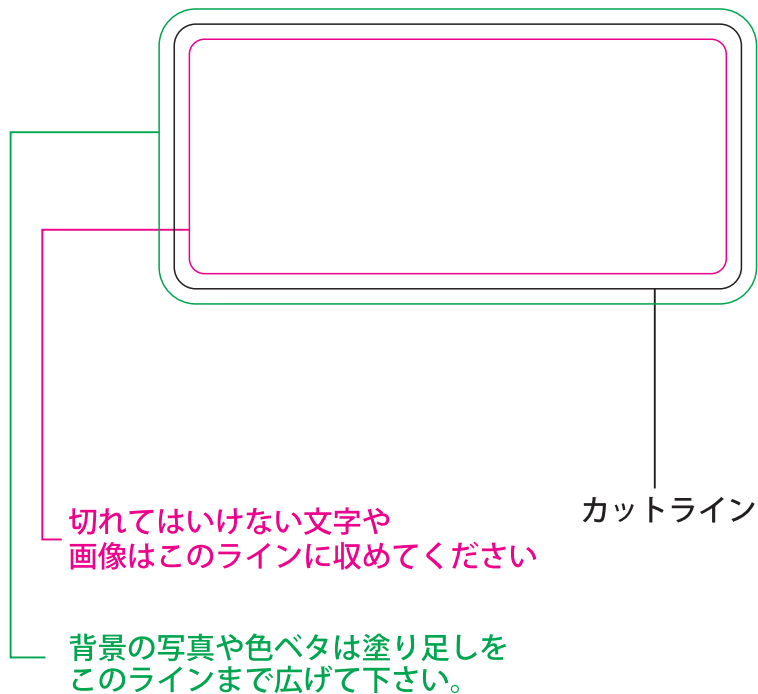 カットライン
切れてはいけない文字や
画像はこのラインに収めてください
背景の写真や色ベタは塗り足しを
このラインまで広げて下さい。